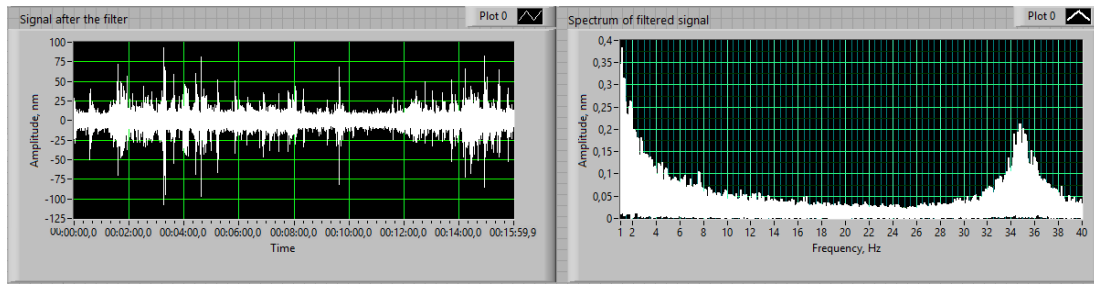 Signal after the filter
Plot 0
Amplitude, nm
100
75
50
25
0
-25
-50
-75
-100
-125
00:00:00,0 00:02:00,0 00:04:00,0 00:06:00,0 00:08:00,0 00:10:00,0 00:12:00,0 00:14:00,0 00:15:59,9
Time
Spectrum of filtered signal
Plot 0
Amplitude, nm
0,4
0,35
0,3
0,25
0,2
0,15
0,1
0,05
0
1 2 4 6 8 10 12 14 16 18 20 22 24 26 28 30 32 34 36 38 40
Frequency, Hz